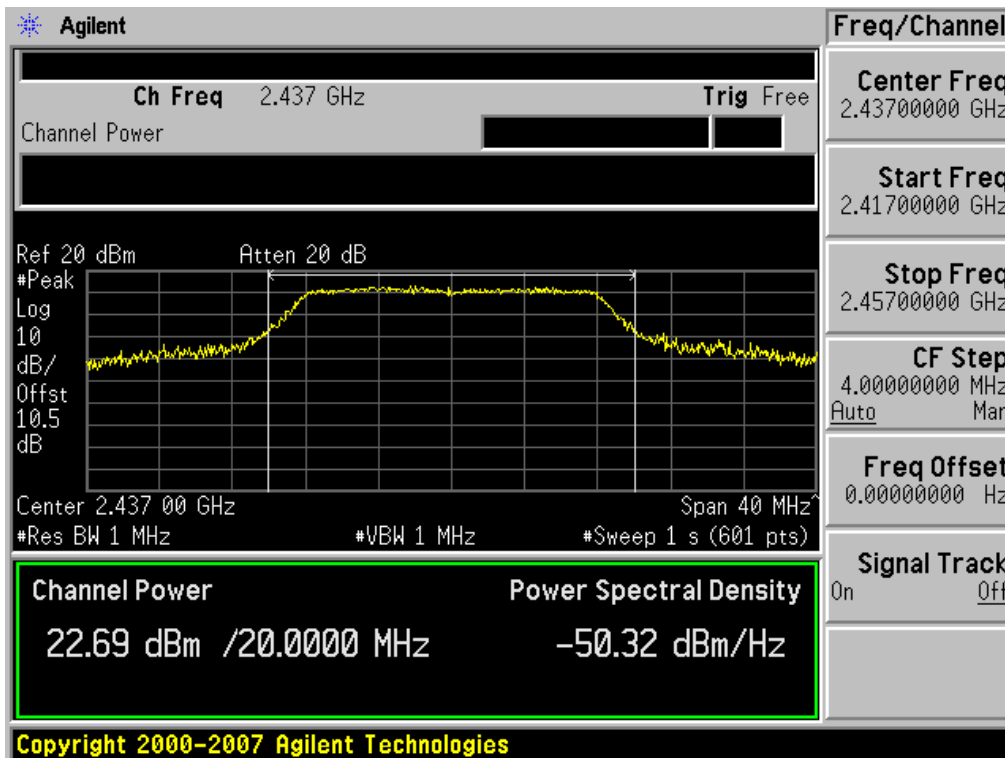 Agilent
Freq/Channel
Ch Freq 2.437 GHz Trig Free
Channel Power
Center Freq
2.43700000 GHz
Start Freq
2.41700000 GHz
Stop Freq
2.45700000 GHz
CF Step
4.00000000 MHz
Auto Man
Freq Offset
0.00000000 Hz
Signal Track
On Off
Ref 20 dBm Atten 20 dB
#Peak
Log
10
dB/
Offst
10.5
dB
Center 2.437 00 GHz Span 40 MHz^
#Res BW 1 MHz #VBW 1 MHz #Sweep 1 s (601 pts)
Channel Power Power Spectral Density
22.69 dBm /20.0000 MHz -50.32 dBm/Hz
Copyright 2000-2007 Agilent Technologies